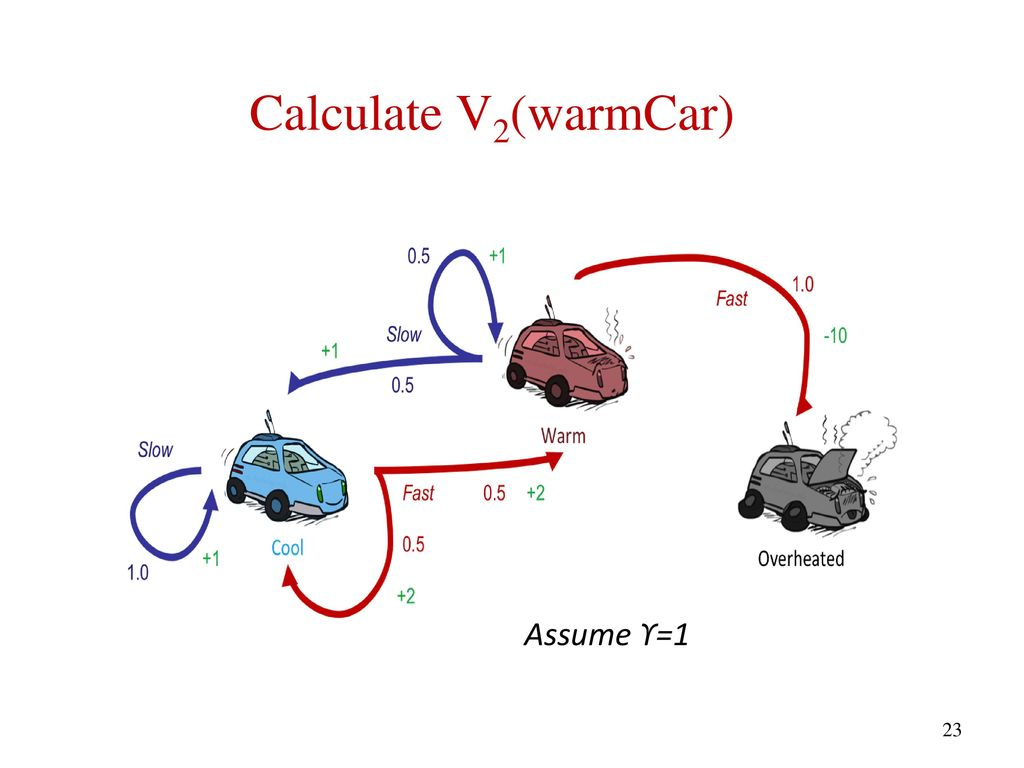 Calculate V₂(warmCar)
0.5 +1
1.0
Fast
Slow
-10
+1
0.5
Warm
Slow
Fast 0.5 +2
Cool
0.5
+1
Overheated
1.0
+2
Assume ϒ=1
23